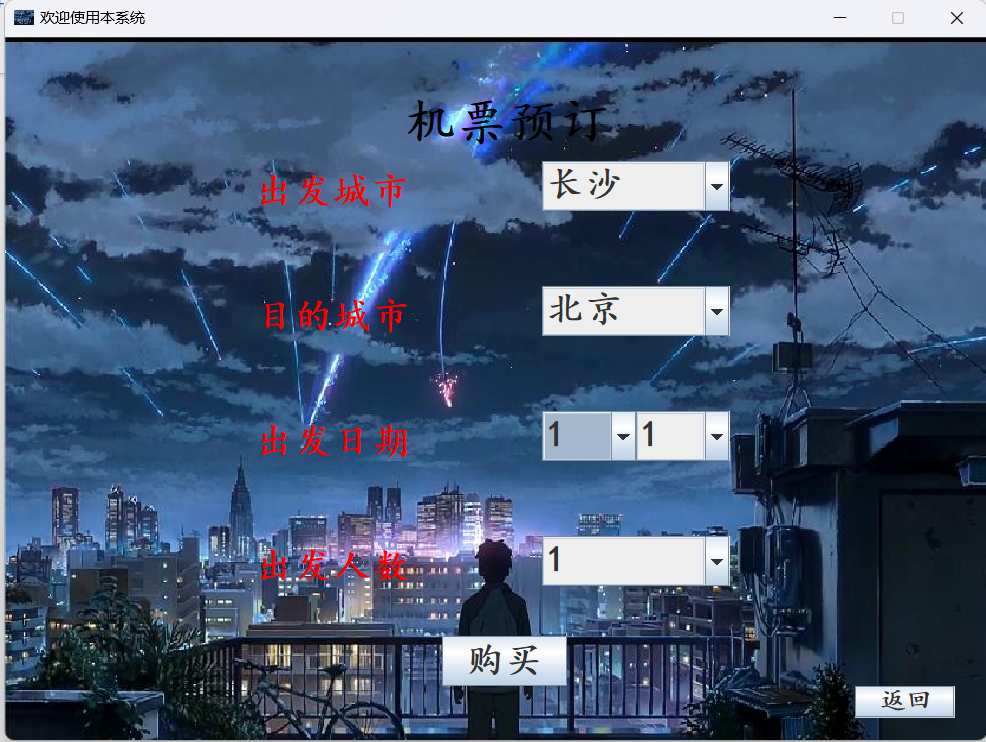 欢迎使用本系统
机票预订
出发城市 长沙
目的城市 北京
出发日期 1 1
出发人数 1
购买
返回